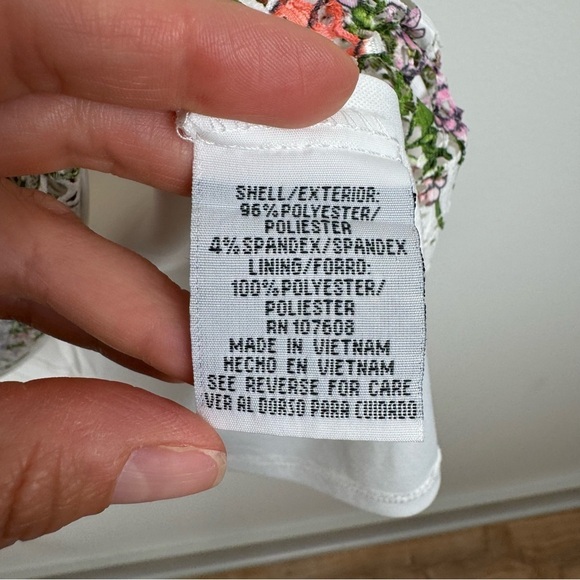 SHELL/EXTERIOR:
96%POLYESTER/
POLIESTER
4%SPANDEX/SPANDEX
LINING/FORRO:
100%POLYESTER/
POLIESTER
RN 107608
MADE IN VIETNAM
HECHO EN VIETNAM
SEE REVERSE FOR CARE
VER AL DORSO PARA CUIDADO